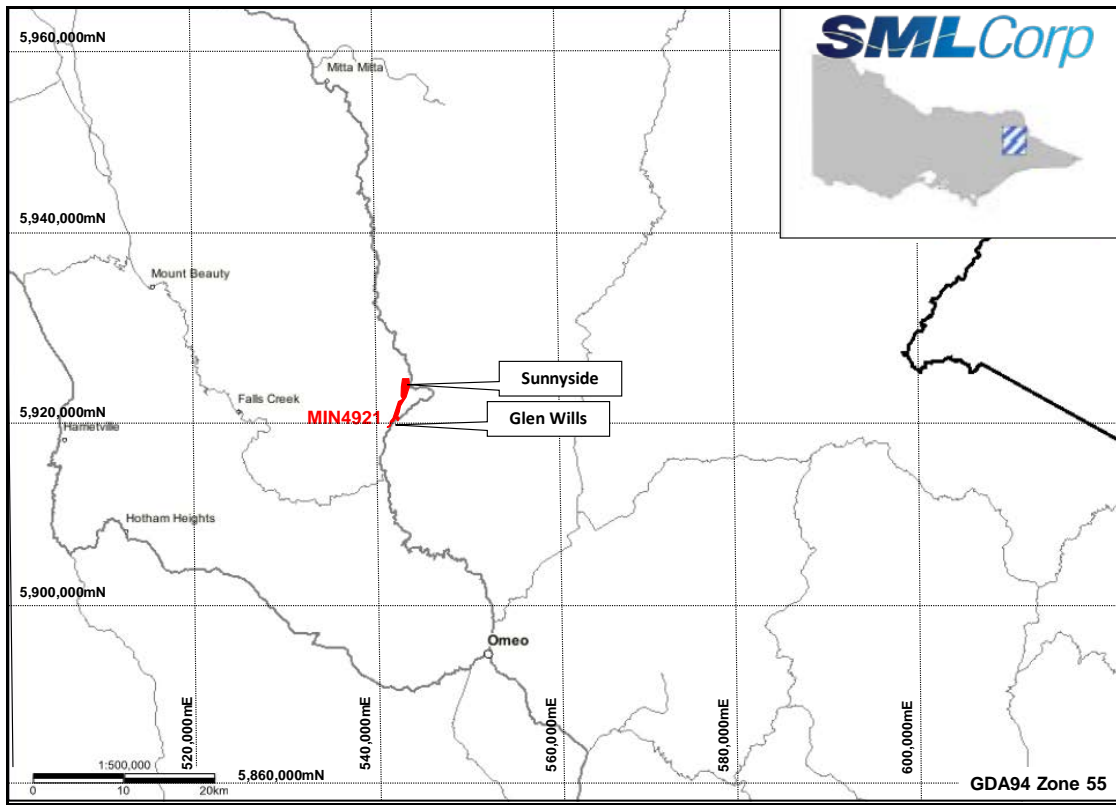 5,960,000mN
SMLCorp
Mitta Mitta
5,940,000mN
Mount Beauty
Sunnyside
Falls Creek
MIN4921
Glen Wills
5,920,000mN
Harrietville
Hotham Heights
5,900,000mN
Omeo
520,000mE
540,000mE
560,000mE
580,000mE
600,000mE
1:500,000
5,860,000mN
0 10 20km
GDA94 Zone 55